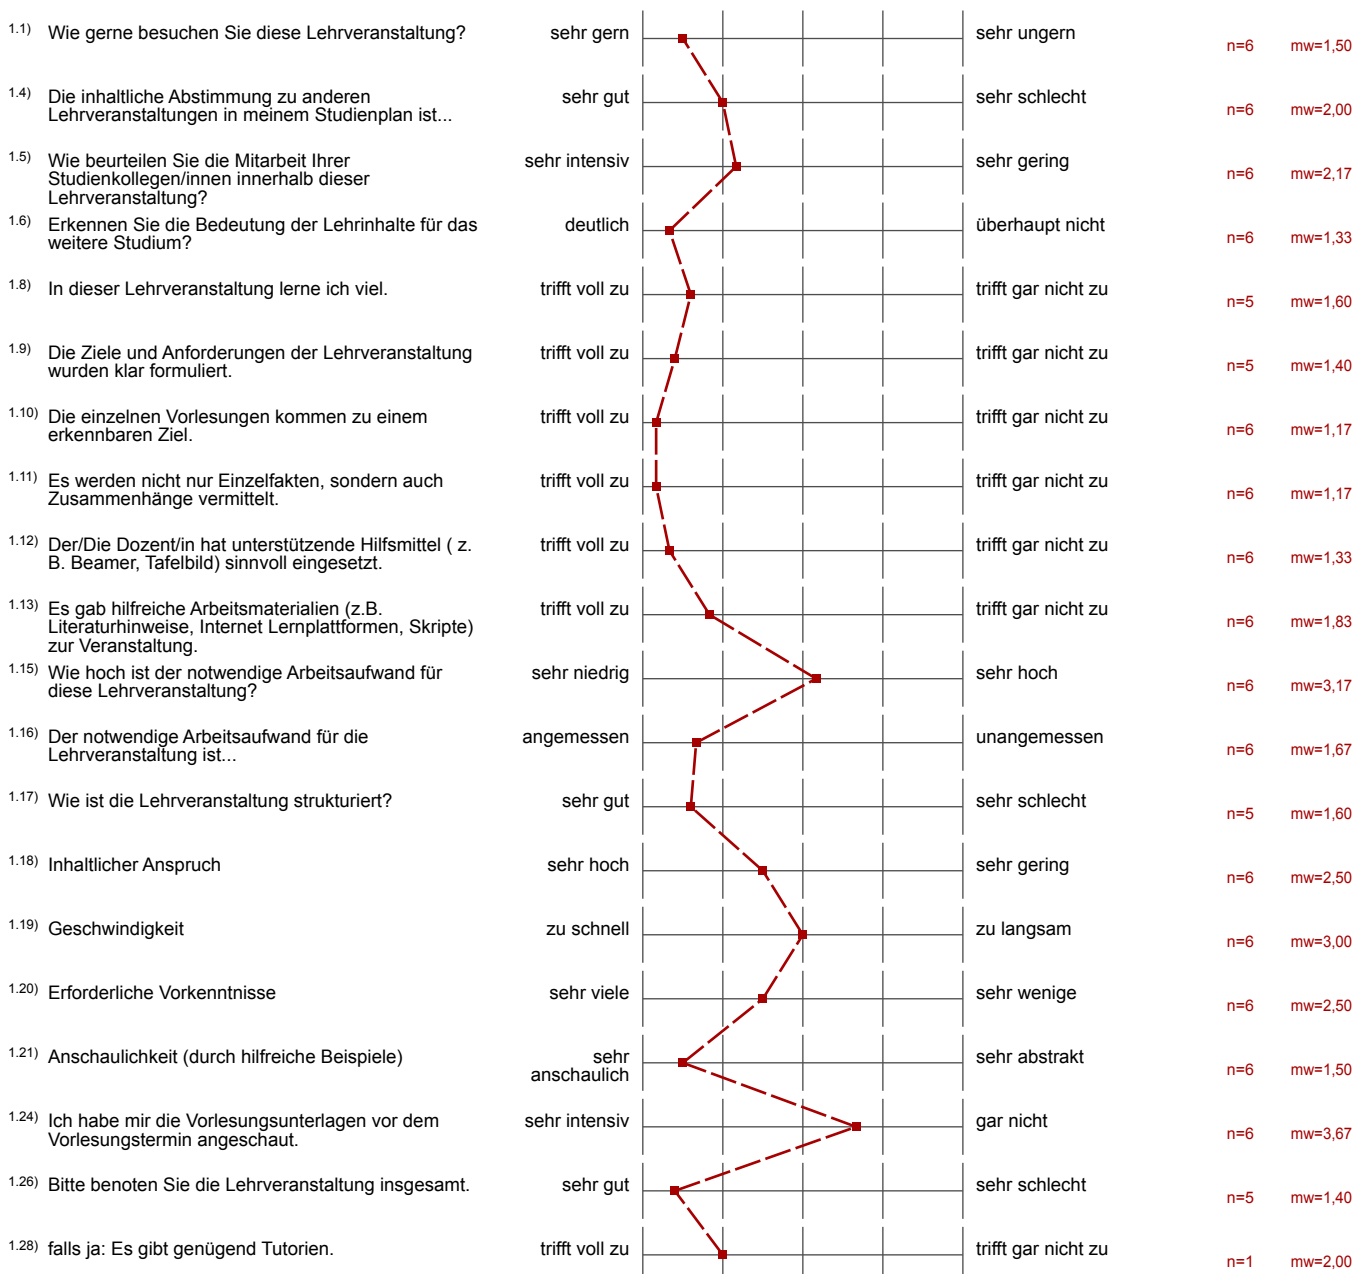 1.1) Wie gerne besuchen Sie diese Lehrveranstaltung? sehr gern sehr ungern n=6 mw=1,50
1.4) Die inhaltliche Abstimmung zu anderen sehr gut sehr schlecht n=6 mw=2,00
Lehrveranstaltungen in meinem Studienplan ist...
1.5) Wie beurteilen Sie die Mitarbeit Ihrer sehr intensiv sehr gering n=6 mw=2,17
Studienkollegen/innen innerhalb dieser
Lehrveranstaltung?
1.6) Erkennen Sie die Bedeutung der Lehrinhalte für das deutlich überhaupt nicht n=6 mw=1,33
weitere Studium?
1.8) In dieser Lehrveranstaltung lerne ich viel. trifft voll zu trifft gar nicht zu n=5 mw=1,60
1.9) Die Ziele und Anforderungen der Lehrveranstaltung trifft voll zu trifft gar nicht zu n=5 mw=1,40
wurden klar formuliert.
1.10) Die einzelnen Vorlesungen kommen zu einem trifft voll zu trifft gar nicht zu n=6 mw=1,17
erkennbaren Ziel.
1.11) Es werden nicht nur Einzelfakten, sondern auch trifft voll zu trifft gar nicht zu n=6 mw=1,17
Zusammenhänge vermittelt.
1.12) Der/Die Dozent/in hat unterstützende Hilfsmittel ( z. trifft voll zu trifft gar nicht zu n=6 mw=1,33
B. Beamer, Tafelbild) sinnvoll eingesetzt.
1.13) Es gab hilfreiche Arbeitsmaterialien (z.B. trifft voll zu trifft gar nicht zu n=6 mw=1,83
Literaturhinweise, Internet Lernplattformen, Skripte)
zur Veranstaltung.
1.15) Wie hoch ist der notwendige Arbeitsaufwand für sehr niedrig sehr hoch n=6 mw=3,17
diese Lehrveranstaltung?
1.16) Der notwendige Arbeitsaufwand für die angemessen unangemessen n=6 mw=1,67
Lehrveranstaltung ist...
1.17) Wie ist die Lehrveranstaltung strukturiert? sehr gut sehr schlecht n=5 mw=1,60
1.18) Inhaltlicher Anspruch sehr hoch sehr gering n=6 mw=2,50
1.19) Geschwindigkeit zu schnell zu langsam n=6 mw=3,00
1.20) Erforderliche Vorkenntnisse sehr viele sehr wenige n=6 mw=2,50
1.21) Anschaulichkeit (durch hilfreiche Beispiele) sehr sehr abstrakt n=6 mw=1,50
anschaulich
1.24) Ich habe mir die Vorlesungsunterlagen vor dem sehr intensiv gar nicht n=6 mw=3,67
Vorlesungstermin angeschaut.
1.26) Bitte benoten Sie die Lehrveranstaltung insgesamt. sehr gut sehr schlecht n=5 mw=1,40
1.28) falls ja: Es gibt genügend Tutorien. trifft voll zu trifft gar nicht zu n=1 mw=2,00